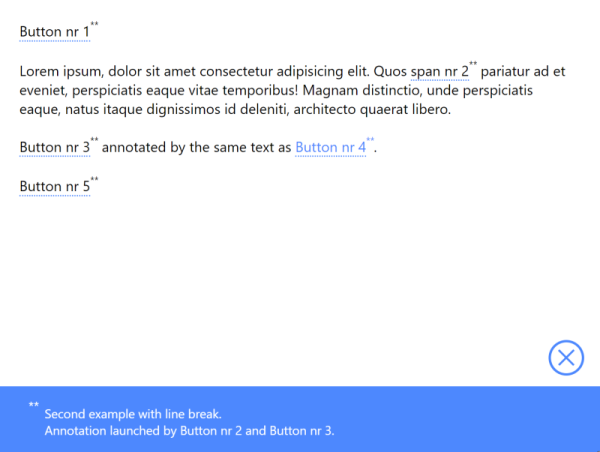 Button nr 1**
Lorem ipsum, dolor sit amet consectetur adipisicing elit. Quos span nr 2** pariatur ad et
eveniet, perspiciatis eaque vitae temporibus! Magnam distinctio, unde perspiciatis
eaque, natus itaque dignissimos id deleniti, architecto quaerat libero.
Button nr 3** annotated by the same text as Button nr 4**.
Button nr 5**
** Second example with line break.
Annotation launched by Button nr 2 and Button nr 3.